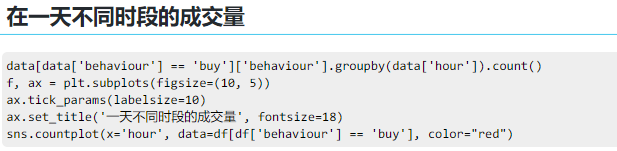 在一天不同时段的成交量
data[data['behaviour'] == 'buy']['behaviour'].groupby(data['hour']).count()
f, ax = plt.subplots(figsize=(10, 5))
ax.tick_params(labelsize=10)
ax.set_title('一天不同时段的成交量', fontsize=18)
sns.countplot(x='hour', data=df[df['behaviour'] == 'buy'], color="red")